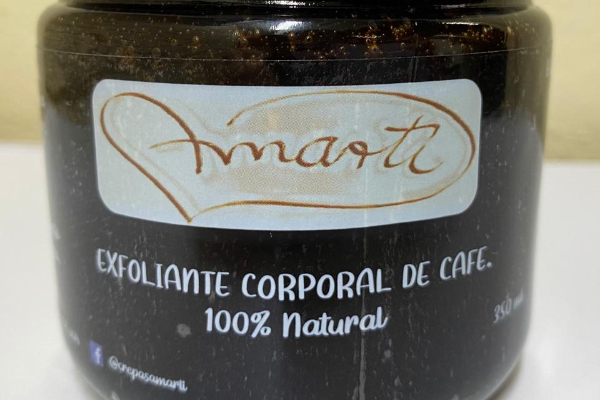 Amarti
EXFOLIANTE CORPORAL DE CAFE.
100% Natural
350 ml
@crepasamarti